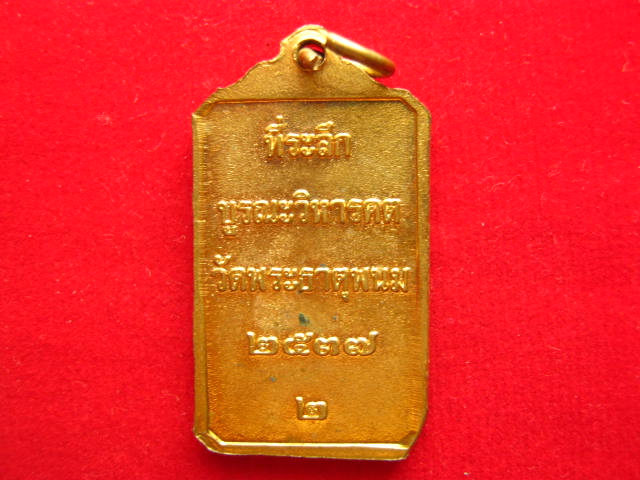 ที่ระลึก
บูรณะวิหารคต
วัดพระธาตุพนม
๒๕๓๗
๒